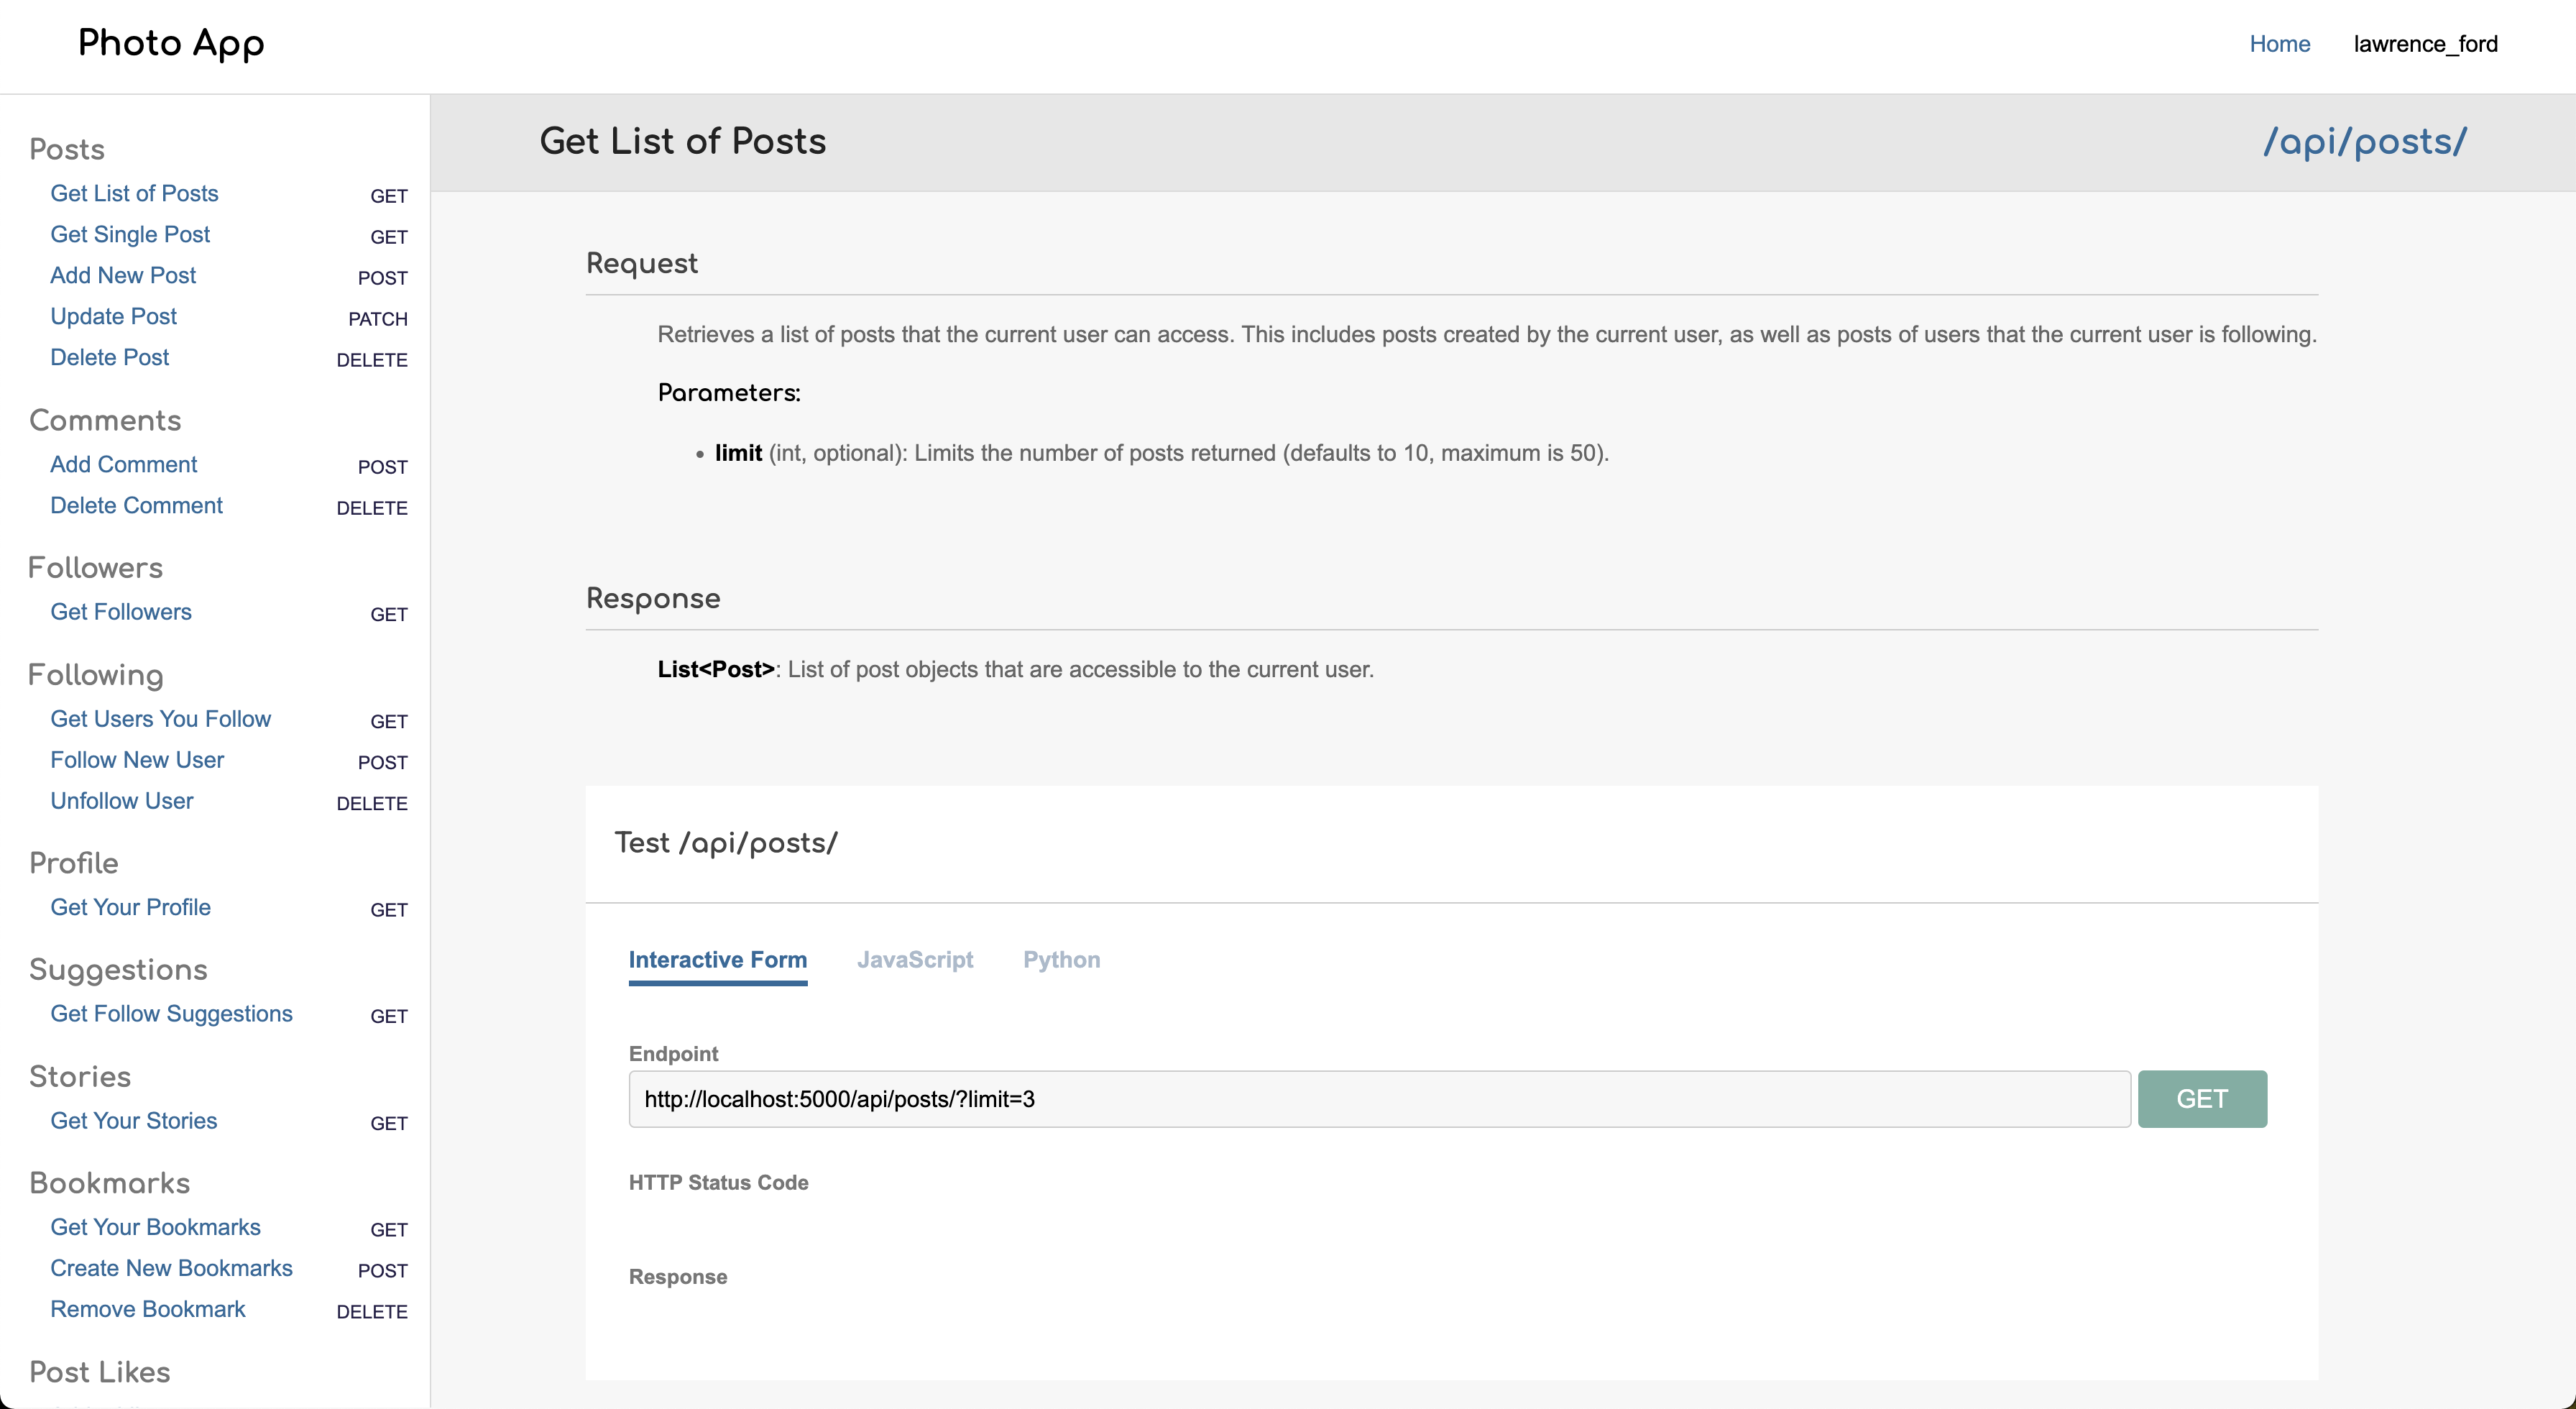 Photo App
Home lawrence_ford
Posts
Get List of Posts GET
Get Single Post GET
Add New Post POST
Update Post PATCH
Delete Post DELETE
Comments
Add Comment POST
Delete Comment DELETE
Followers
Get Followers GET
Following
Get Users You Follow GET
Follow New User POST
Unfollow User DELETE
Profile
Get Your Profile GET
Suggestions
Get Follow Suggestions GET
Stories
Get Your Stories GET
Bookmarks
Get Your Bookmarks GET
Create New Bookmarks POST
Remove Bookmark DELETE
Post Likes
Get List of Posts /api/posts/
Request
Retrieves a list of posts that the current user can access. This includes posts created by the current user, as well as posts of users that the current user is following.
Parameters:
• limit (int, optional): Limits the number of posts returned (defaults to 10, maximum is 50).
Response
List<Post>: List of post objects that are accessible to the current user.
Test /api/posts/
Interactive Form JavaScript Python
Endpoint
http://localhost:5000/api/posts/?limit=3 GET
HTTP Status Code
Response